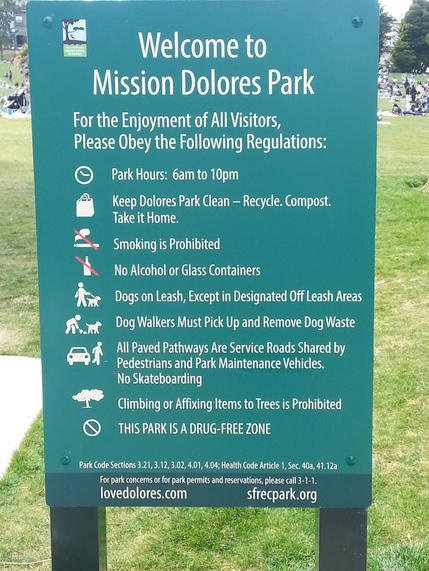 Welcome to
Mission Dolores Park
For the Enjoyment of All Visitors,
Please Obey the Following Regulations:
Park Hours: 6am to 10pm
Keep Dolores Park Clean – Recycle. Compost.
Take it Home.
Smoking is Prohibited
No Alcohol or Glass Containers
Dogs on Leash, Except in Designated Off Leash Areas
Dog Walkers Must Pick Up and Remove Dog Waste
All Paved Pathways Are Service Roads Shared by
Pedestrians and Park Maintenance Vehicles.
No Skateboarding
Climbing or Affixing Items to Trees is Prohibited
THIS PARK IS A DRUG-FREE ZONE
Park Code Sections 3.21, 3.12, 3.02, 4.01, 4.04; Health Code Article 1, Sec. 40a, 41.12a
For park concerns or for park permits and reservations, please call 3-1-1.
lovedolores.com sfrecpark.org